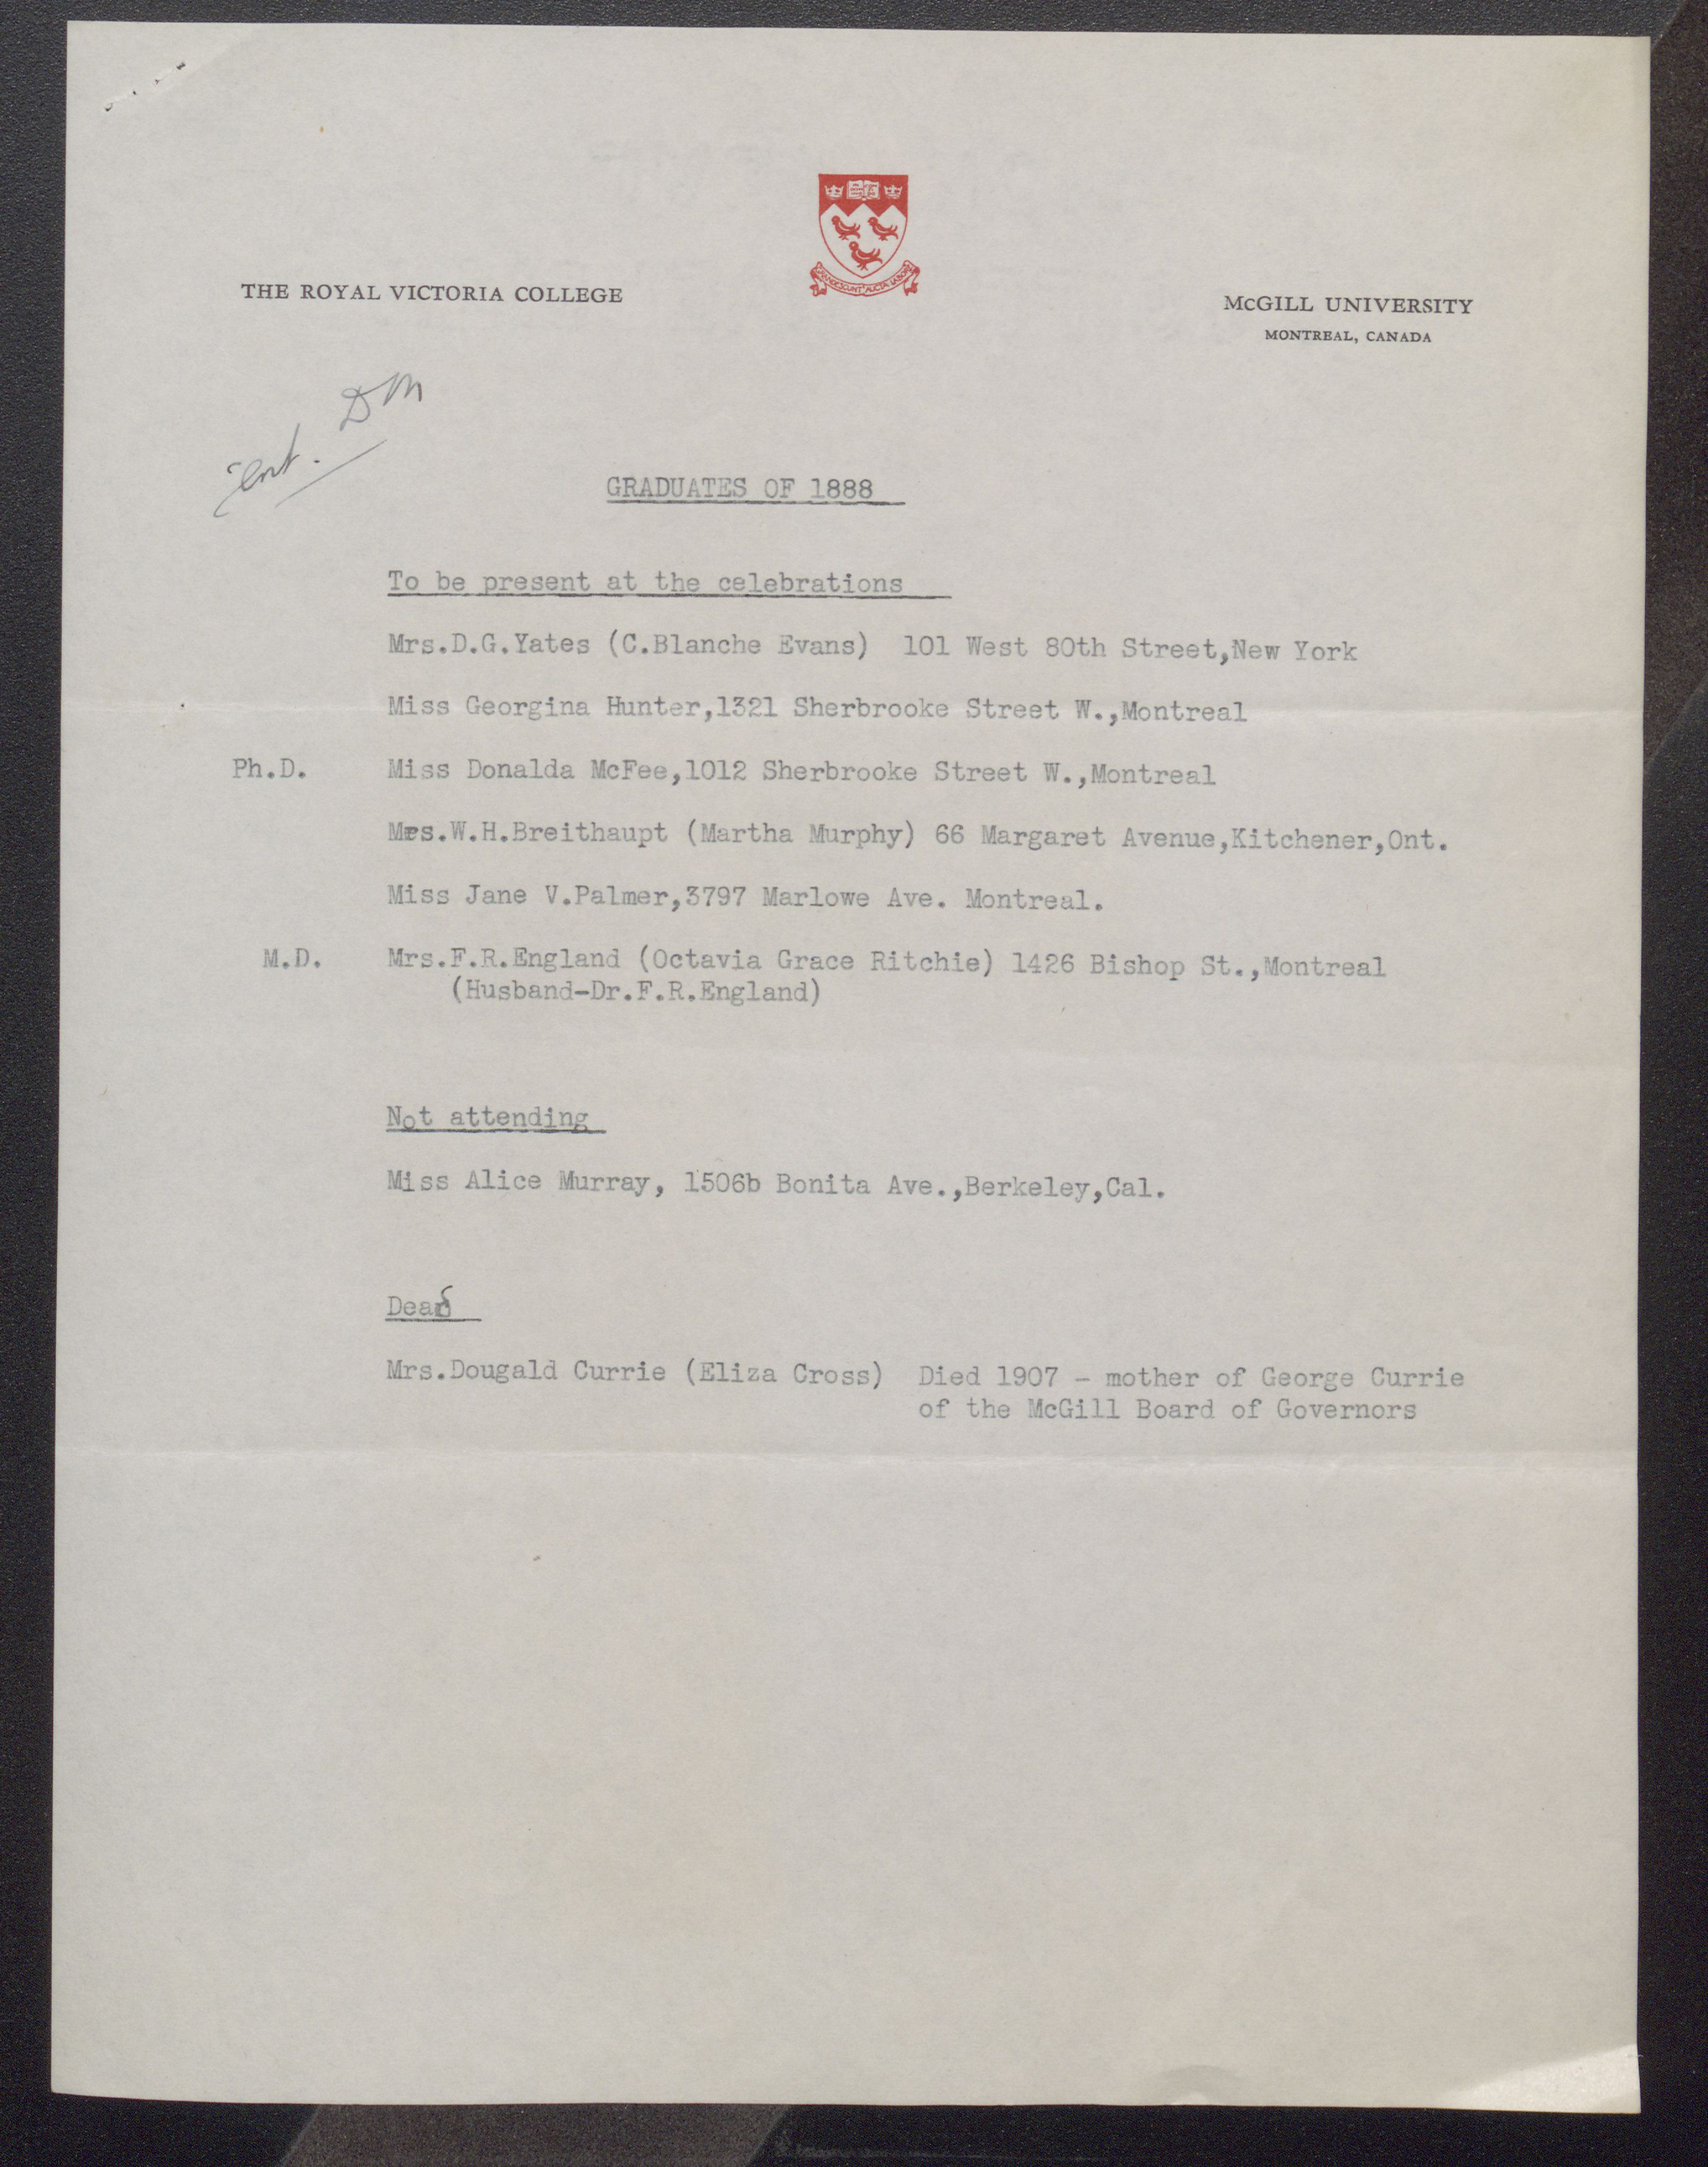 GRANDESCUNT AUCTA LABORE
THE ROYAL VICTORIA COLLEGE
McGILL UNIVERSITY
MONTREAL, CANADA
DM
ent.
GRADUATES OF 1888
To be present at the celebrations
Mrs.D.G.Yates (C.Blanche Evans) 101 West 80th Street,New York
Miss Georgina Hunter,1321 Sherbrooke Street W.,Montreal
Ph.D. Miss Donalda McFee,1012 Sherbrooke Street W.,Montreal
Mrs.W.H.Breithaupt (Martha Murphy) 66 Margaret Avenue,Kitchener,Ont.
Miss Jane V.Palmer,3797 Marlowe Ave. Montreal.
M.D. Mrs.F.R.England (Octavia Grace Ritchie) 1426 Bishop St.,Montreal
(Husband-Dr.F.R.England)
Not attending
Miss Alice Murray, 1506b Bonita Ave.,Berkeley,Cal.
Dead
Mrs.Dougald Currie (Eliza Cross) Died 1907 - mother of George Currie
of the McGill Board of Governors